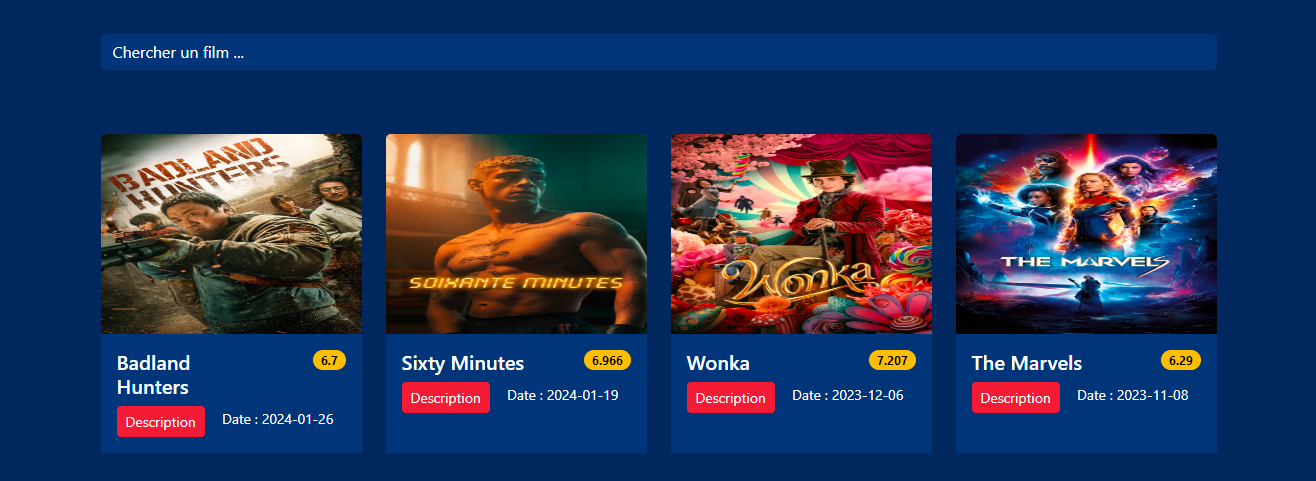 Chercher un film ...
BADLAND
HUNTERS
SOIXANTE MINUTES
Wonka
THE MARVELS
Badland
Hunters
6.7
Description
Date : 2024-01-26
Sixty Minutes
6.966
Description
Date : 2024-01-19
Wonka
7.207
Description
Date : 2023-12-06
The Marvels
6.29
Description
Date : 2023-11-08